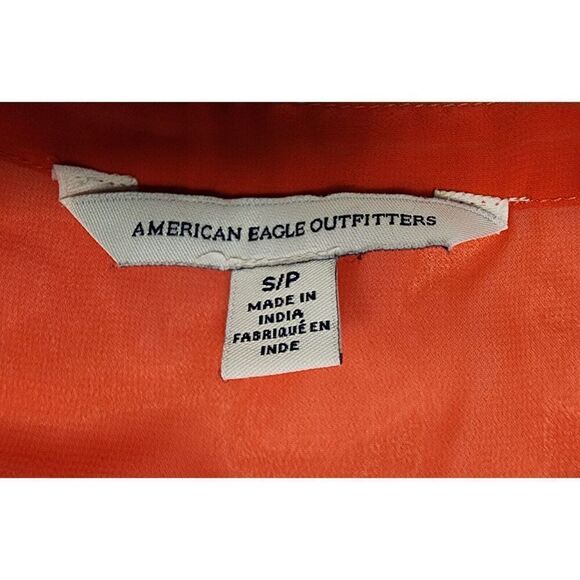 AMERICAN EAGLE OUTFITTERS
S/P
MADE IN
INDIA
FABRIQUÉ EN
INDE